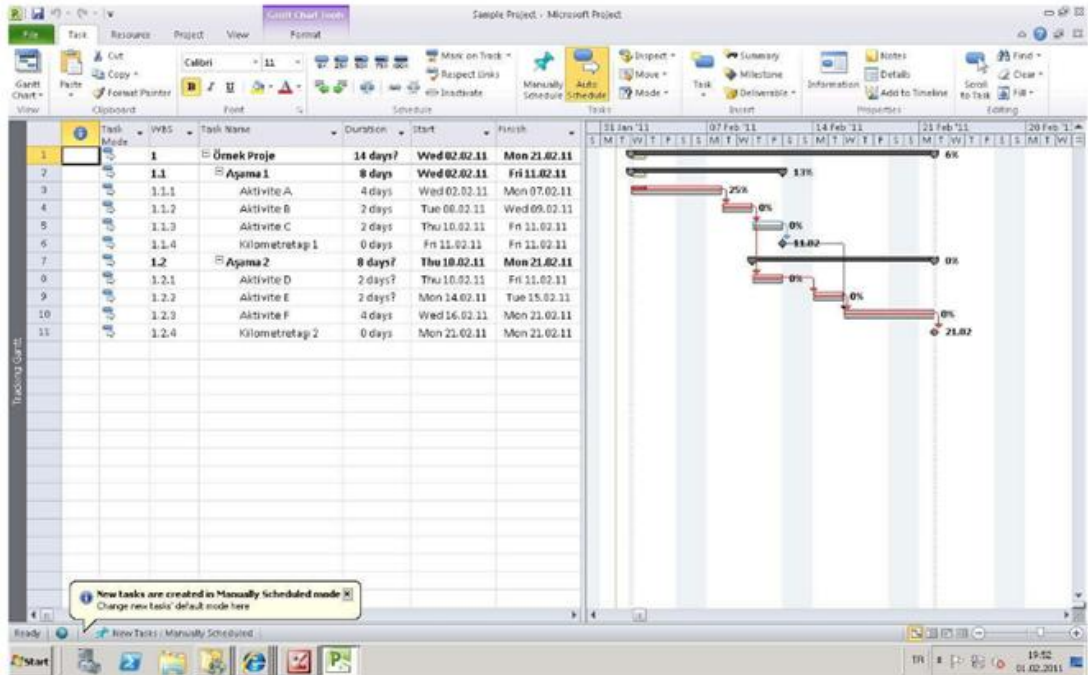 Gantt Chart Tools
Sample Project - Microsoft Project
File Task Resource Project View Format
Gantt Chart
Paste
Cut
Copy
Format Painter
Calibri 11
B I U A
Mark on Track
Respect Links
Inactivate
Manually Schedule
Auto Schedule
Inspect
Move
Mode
Task
Summary
Milestone
Deliverable
Information
Notes
Details
Add to Timeline
Scroll to Task
Find
Clear
Fill
View Clipboard Font Schedule Tasks Insert Properties Editing
Task Mode WBS Task Name Duration Start Finish
31 Jan '11 07 Feb '11 14 Feb '11 21 Feb '11
S M T W T F S S M T W T F S S M T W T F S S M T W T F S S M T W T
1 1 Örnek Proje 14 days? Wed 02.02.11 Mon 21.02.11 6%
2 1.1 Aşama 1 8 days Wed 02.02.11 Fri 11.02.11 13%
3 1.1.1 Aktivite A 4 days Wed 02.02.11 Mon 07.02.11 25%
4 1.1.2 Aktivite B 2 days Tue 08.02.11 Wed 09.02.11 0%
5 1.1.3 Aktivite C 2 days Thu 10.02.11 Fri 11.02.11 0%
6 1.1.4 Kilometretaşı 1 0 days Fri 11.02.11 Fri 11.02.11 11.02
7 1.2 Aşama 2 8 days? Thu 10.02.11 Mon 21.02.11 0%
8 1.2.1 Aktivite D 2 days? Thu 10.02.11 Fri 11.02.11 0%
9 1.2.2 Aktivite E 2 days? Mon 14.02.11 Tue 15.02.11 0%
10 1.2.3 Aktivite F 4 days Wed 16.02.11 Mon 21.02.11 0%
11 1.2.4 Kilometretaşı 2 0 days Mon 21.02.11 Mon 21.02.11 21.02
Tracking Gantt
New tasks are created in Manually Scheduled mode
Change new tasks' default mode here
Ready New Tasks : Manually Scheduled
Start
TR 19:52
01.02.2011